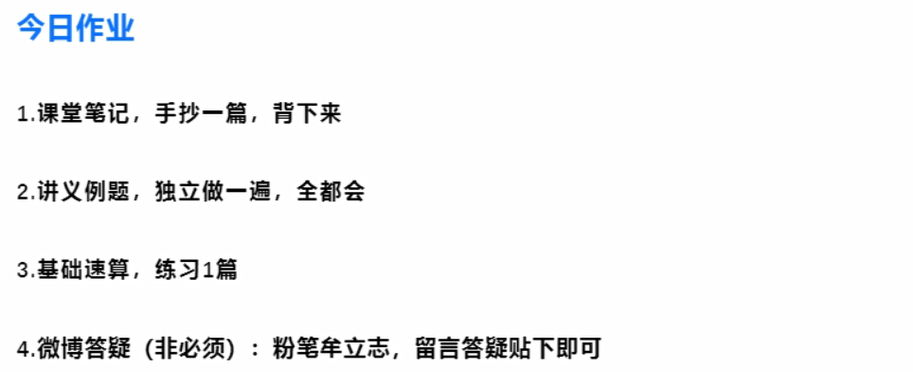 今日作业
1.课堂笔记，手抄一篇，背下来
2.讲义例题，独立做一遍，全都会
3.基础速算，练习1篇
4.微博答疑（非必须）：粉笔牟立志，留言答疑贴下即可